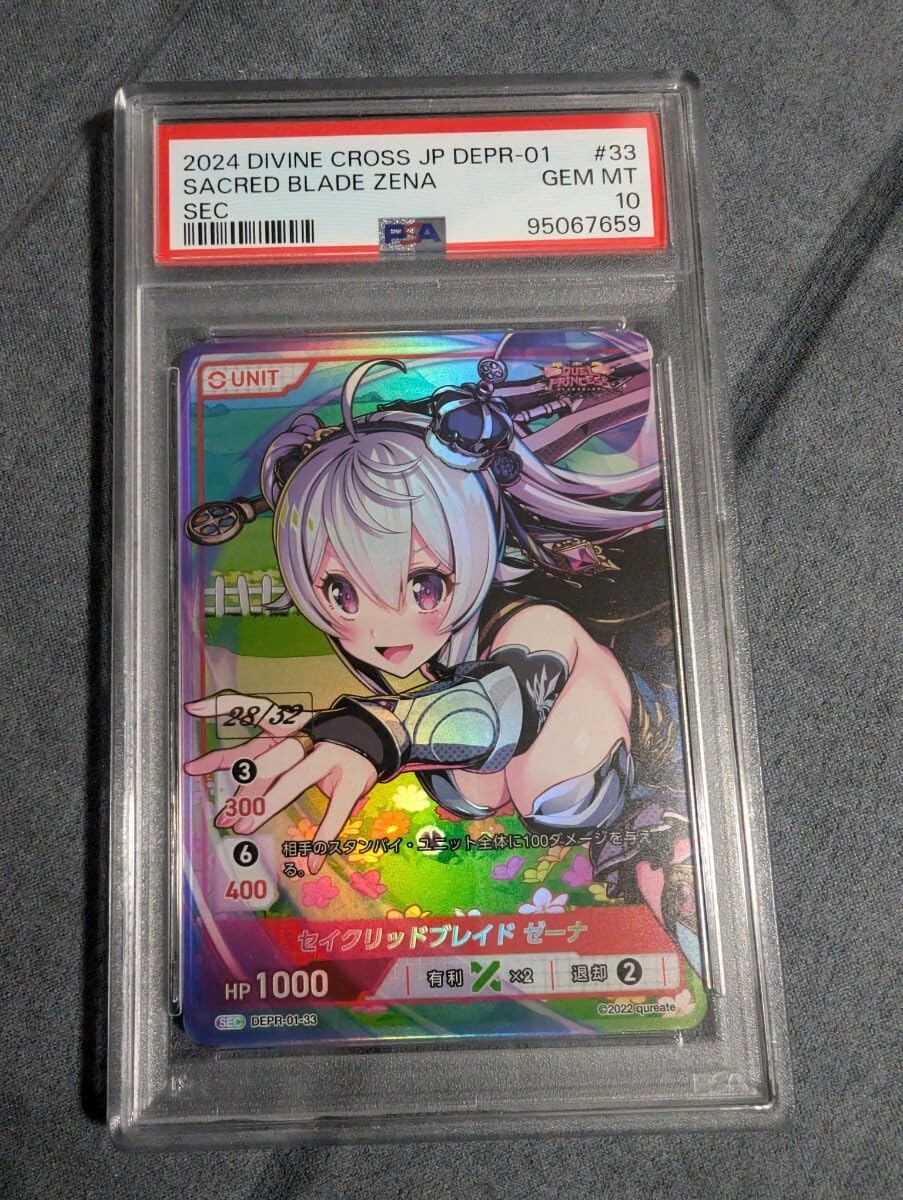 2024 DIVINE CROSS JP DEPR-01 #33
SACRED BLADE ZENA GEM MT
SEC 10
95067659
PSA
UNIT
DUEL
PRINCESS
28/32
3
300
6
400
相手のスタンバイ・ユニット全体に100ダメージを与え
る。
セイクリッドブレイド ゼーナ
HP 1000 有利 ×2 退却 2
©2022 qureate
SEC DEPR-01-33
PSA